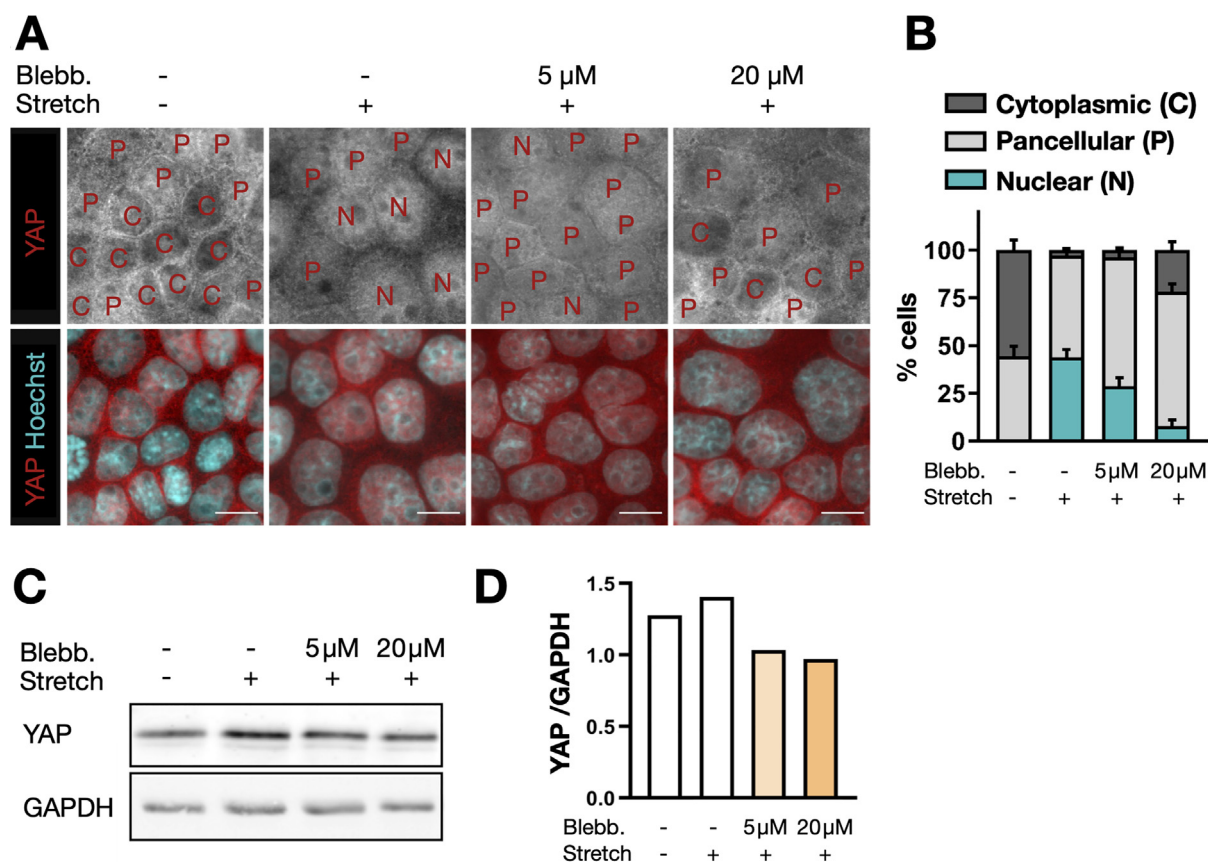 A
Blebb. - - 5 µM 20 µM
Stretch - + + +
YAP
P P P
P P P
C C
C C C
C C C P
C P
P P N
P N N
P N N
N P P
P P P
P P P
P N P
P P
C P
P C P
C P
YAP Hoechst
B
Cytoplasmic (C)
Pancellular (P)
Nuclear (N)
% cells
100
75
50
25
0
Blebb. - - 5µM 20µM
Stretch - + + +
C
Blebb. - - 5µM 20µM
Stretch - + + +
YAP
GAPDH
D
YAP /GAPDH
1.5
1.0
0.5
0.0
Blebb. - - 5µM 20µM
Stretch - + + +